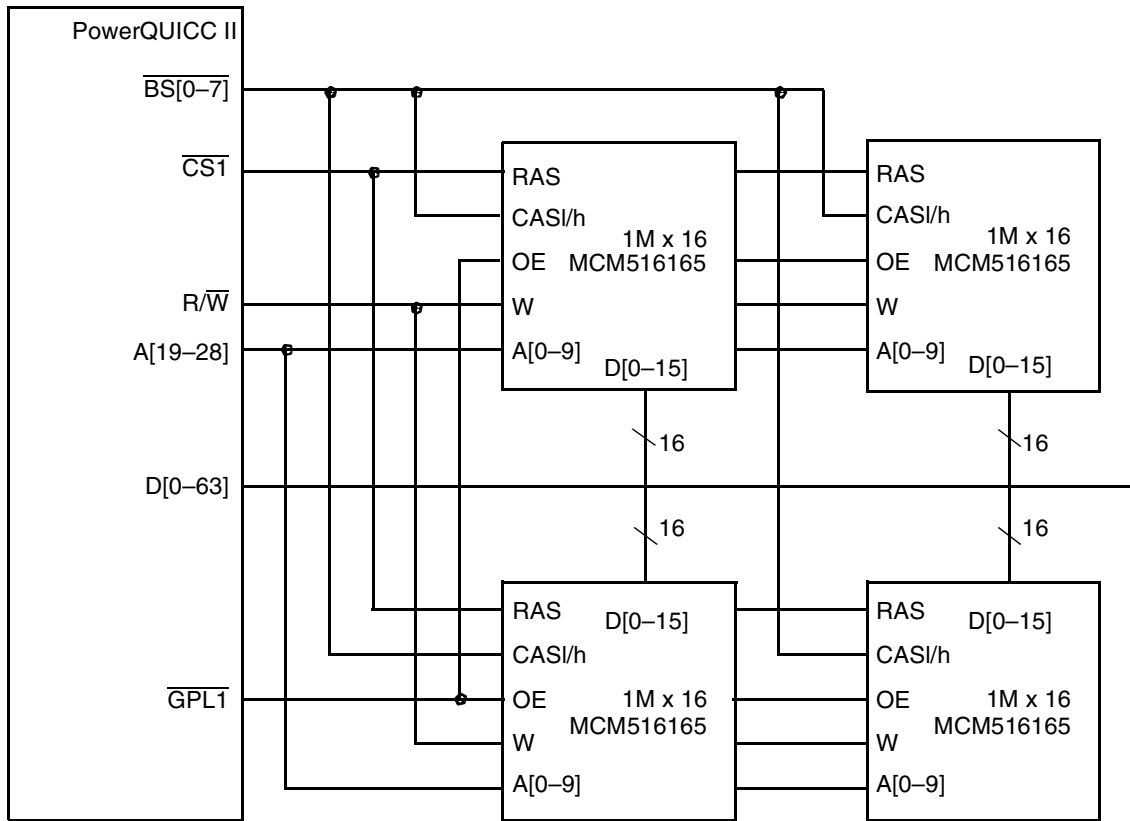 PowerQUICC II
BS[0–7]
CS1
R/W
A[19–28]
D[0–63]
GPL1
RAS
CASl/h
1M x 16
OE
MCM516165
W
A[0–9]
D[0–15]
RAS
CASl/h
1M x 16
OE
MCM516165
W
A[0–9]
D[0–15]
16
16
16
16
RAS
D[0–15]
CASl/h
OE
1M x 16
MCM516165
W
A[0–9]
RAS
D[0–15]
CASl/h
OE
1M x 16
MCM516165
W
A[0–9]